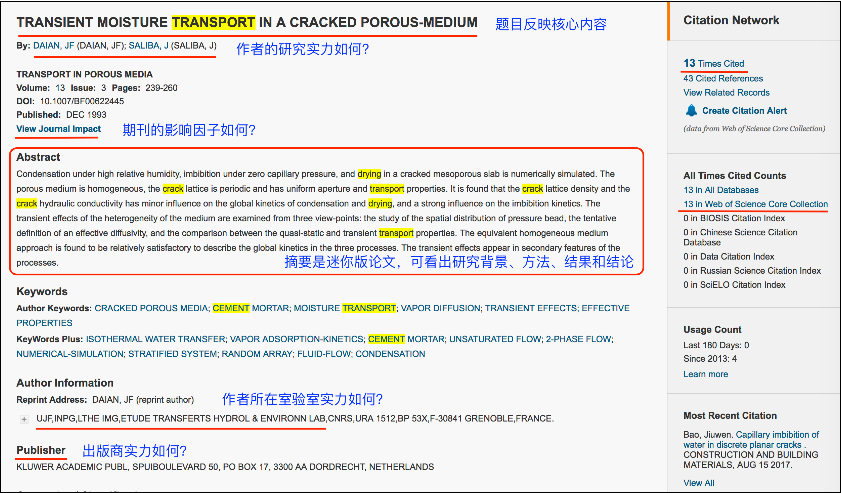 TRANSIENT MOISTURE TRANSPORT IN A CRACKED POROUS-MEDIUM
题目反映核心内容
By: DAIAN, JF (DAIAN, JF); SALIBA, J (SALIBA, J)
作者的研究实力如何?
TRANSPORT IN POROUS MEDIA
Volume: 13 Issue: 3 Pages: 239-260
DOI: 10.1007/BF00622445
Published: DEC 1993
View Journal Impact
期刊的影响因子如何?
Abstract
Condensation under high relative humidity, imbibition under zero capillary pressure, and drying in a cracked mesoporous slab is numerically simulated. The
porous medium is homogeneous, the crack lattice is periodic and has uniform aperture and transport properties. It is found that the crack lattice density and the
crack hydraulic conductivity has minor influence on the global kinetics of condensation and drying, and a strong influence on the imbibition kinetics. The
transient effects of the heterogeneity of the medium are examined from three view-points: the study of the spatial distribution of pressure bead, the tentative
definition of an effective diffusivity, and the comparison between the quasi-static and transient transport properties. The equivalent homogeneous medium
approach is found to be relatively satisfactory to describe the global kinetics in the three processes. The transient effects appear in secondary features of the
processes.
摘要是迷你版论文，可看出研究背景、方法、结果和结论
Keywords
Author Keywords: CRACKED POROUS MEDIA; CEMENT MORTAR; MOISTURE TRANSPORT; VAPOR DIFFUSION; TRANSIENT EFFECTS; EFFECTIVE
PROPERTIES
KeyWords Plus: ISOTHERMAL WATER TRANSFER; VAPOR ADSORPTION-KINETICS; CEMENT MORTAR; UNSATURATED FLOW; 2-PHASE FLOW;
NUMERICAL-SIMULATION; STRATIFIED SYSTEM; RANDOM ARRAY; FLUID-FLOW; CONDENSATION
Author Information
Reprint Address: DAIAN, JF (reprint author)
作者所在室验室实力如何?
UJF,INPG,LTHE IMG,ETUDE TRANSFERTS HYDROL & ENVIRONN LAB,CNRS,URA 1512,BP 53X,F-30841 GRENOBLE,FRANCE.
Publisher
出版商实力如何?
KLUWER ACADEMIC PUBL, SPUIBOULEVARD 50, PO BOX 17, 3300 AA DORDRECHT, NETHERLANDS
Citation Network
13 Times Cited
43 Cited References
View Related Records
Create Citation Alert
(data from Web of Science Core Collection)
All Times Cited Counts
13 in All Databases
13 in Web of Science Core Collection
0 in BIOSIS Citation Index
0 in Chinese Science Citation
Database
0 in Data Citation Index
0 in Russian Science Citation Index
0 in SciELO Citation Index
Usage Count
Last 180 Days: 0
Since 2013: 4
Learn more
Most Recent Citation
Bao, Jiuwen. Capillary imbibition of
water in discrete planar cracks .
CONSTRUCTION AND BUILDING
MATERIALS, AUG 15 2017.
View All